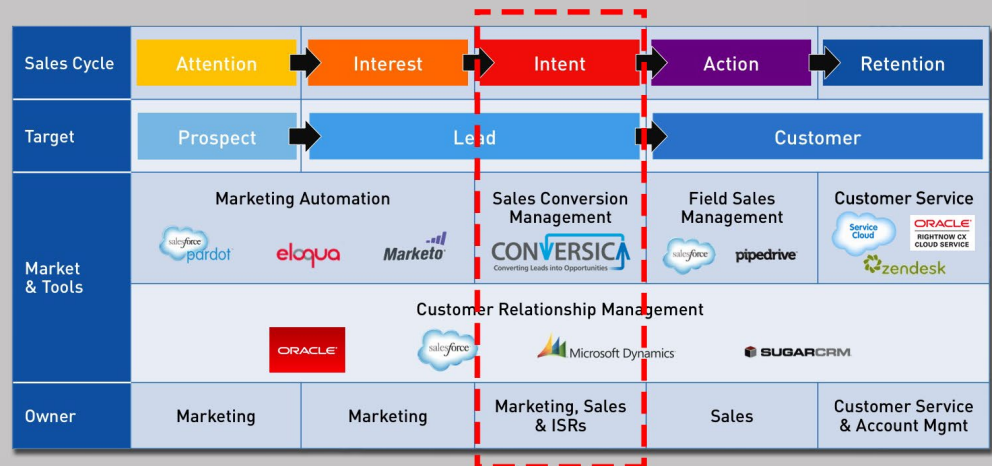 Sales Cycle
Attention
Interest
Intent
Action
Retention
Target
Prospect
Lead
Customer
Market
& Tools
Marketing Automation
salesforce
pardot
eloqua
Marketo
Sales Conversion
Management
CONVERSICA
Converting Leads into Opportunities
Field Sales
Management
salesforce
pipedrive
Customer Service
Service
Cloud
ORACLE
RIGHTNOW CX
CLOUD SERVICE
zendesk
Customer Relationship Management
ORACLE
salesforce
Microsoft Dynamics
SUGARCRM
Owner
Marketing
Marketing
Marketing, Sales
& ISRs
Sales
Customer Service
& Account Mgmt